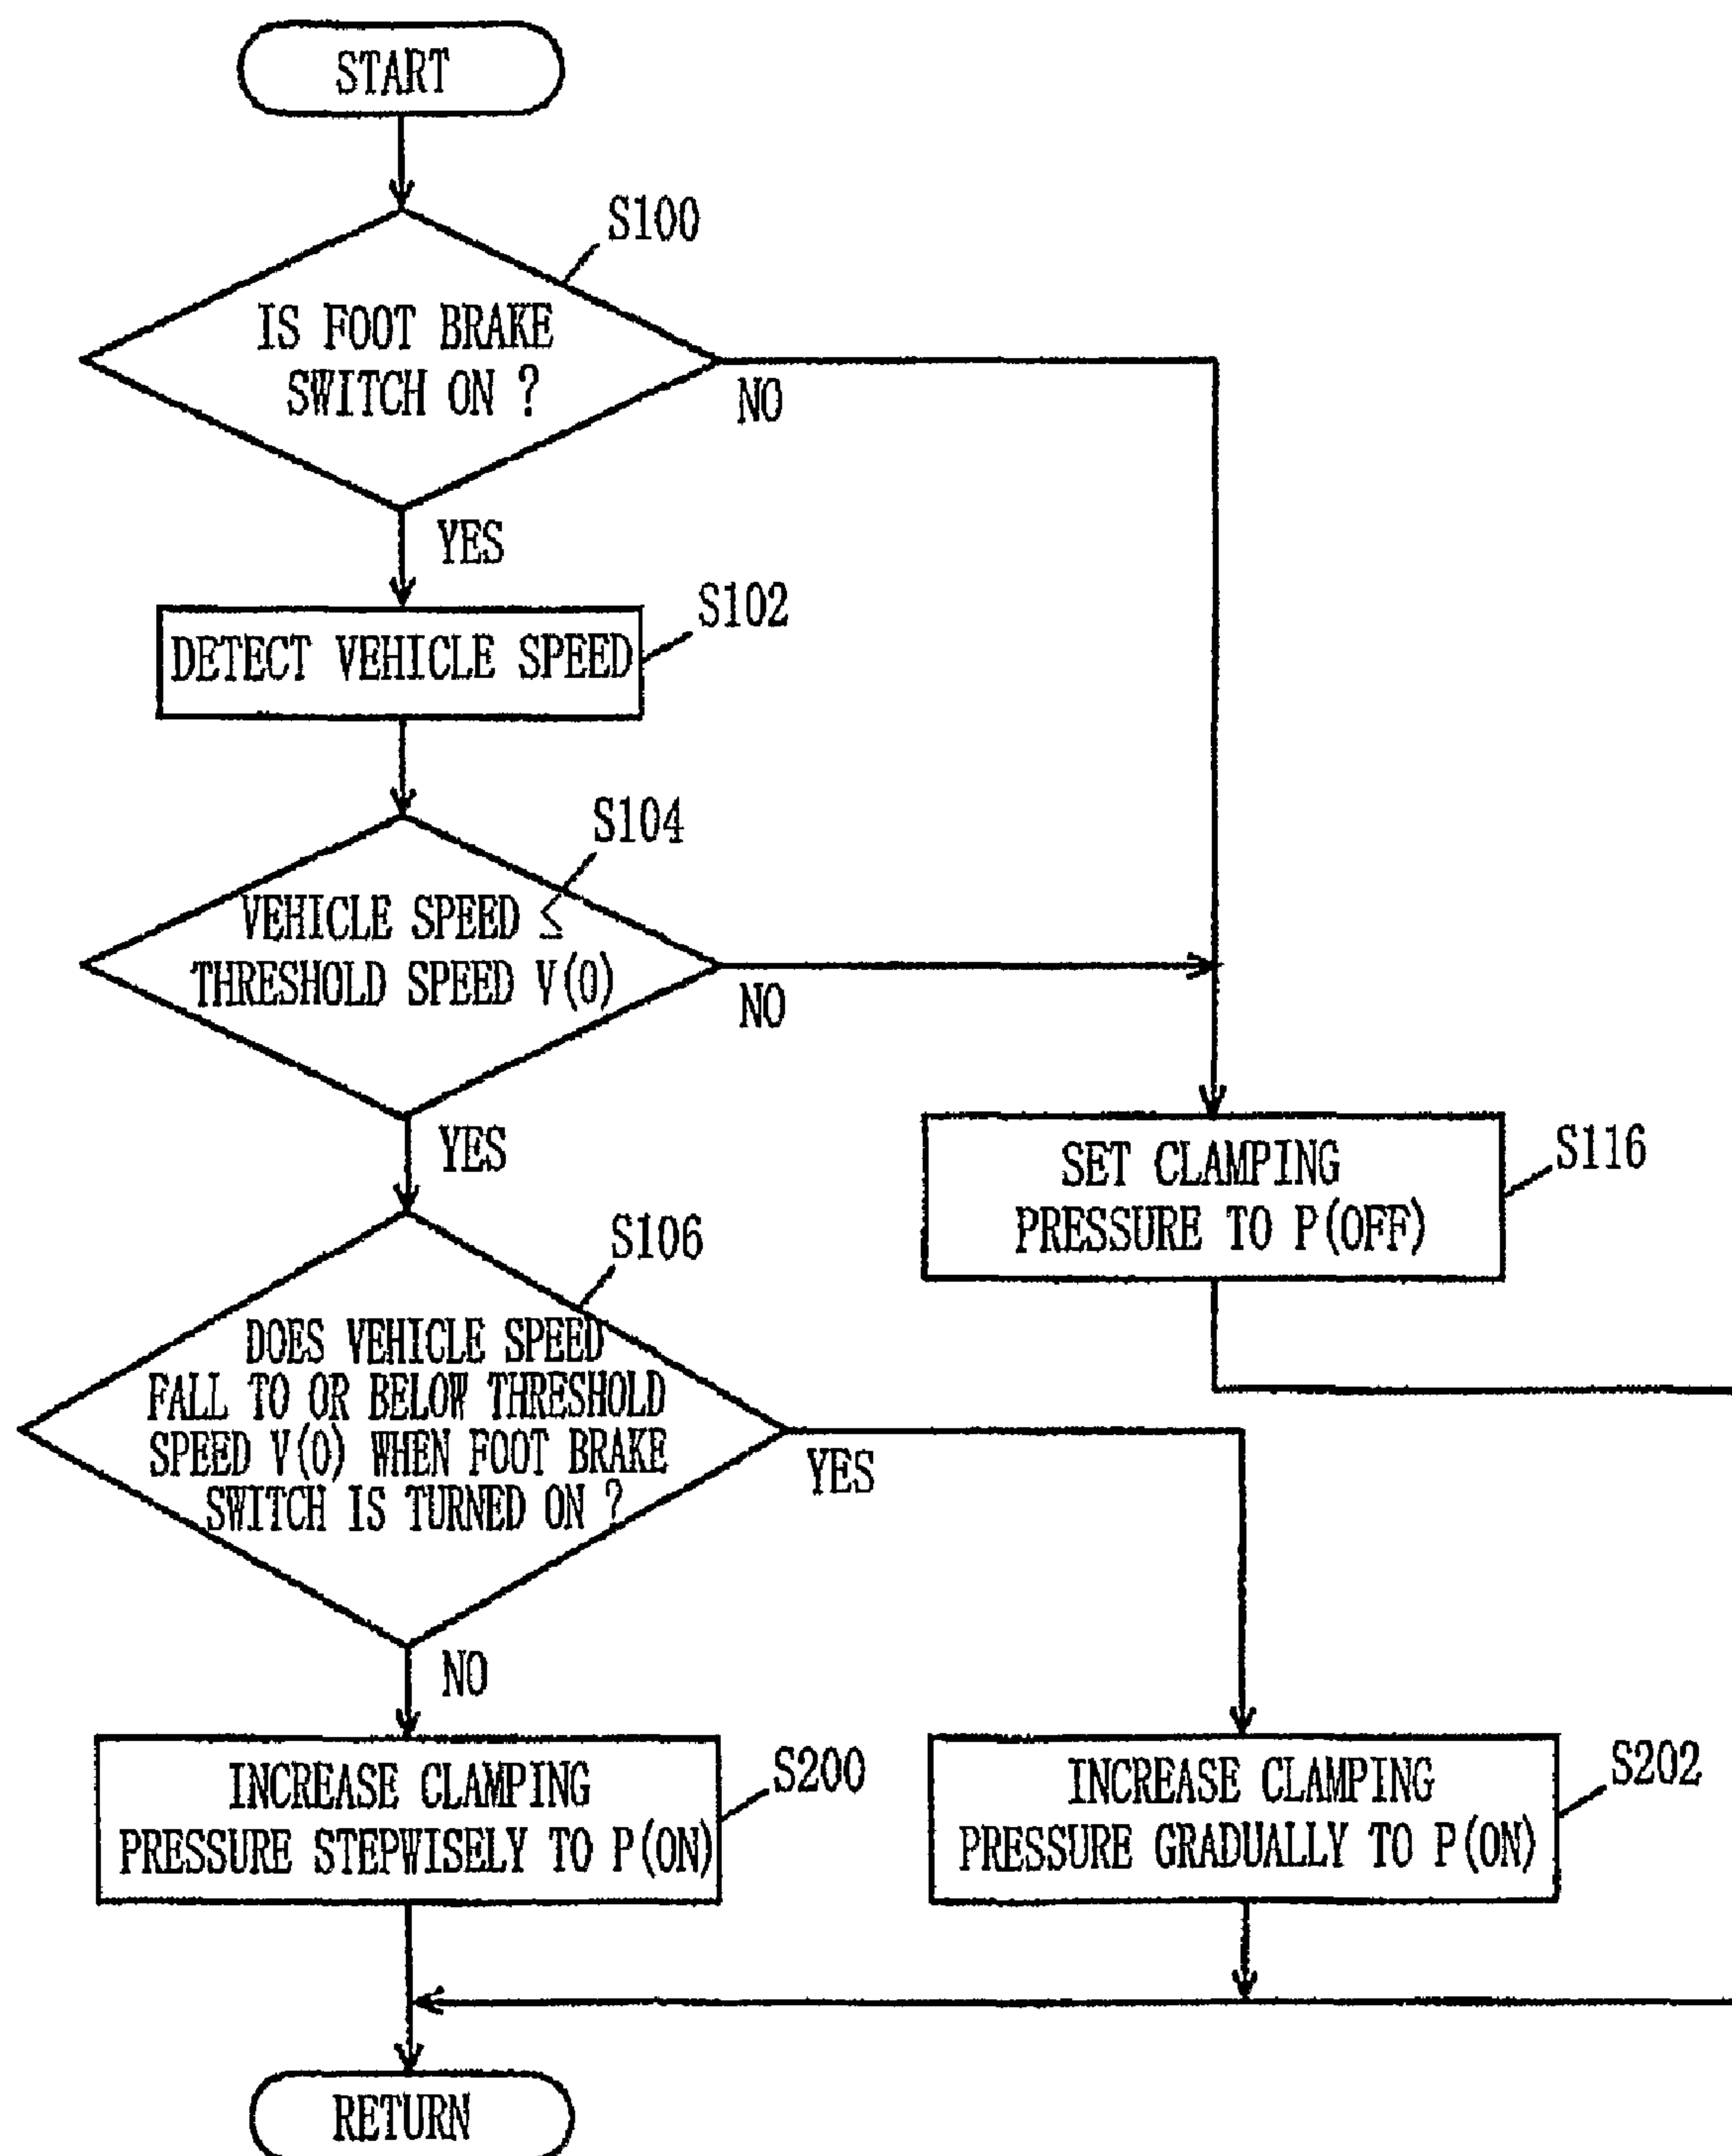 START
S100
IS FOOT BRAKE
SWITCH ON ?
NO
YES
S102
DETECT VEHICLE SPEED
S104
VEHICLE SPEED ≤
THRESHOLD SPEED V(0)
NO
YES
SET CLAMPING
PRESSURE TO P(OFF)
S116
S106
DOES VEHICLE SPEED
FALL TO OR BELOW THRESHOLD
SPEED V(0) WHEN FOOT BRAKE
SWITCH IS TURNED ON ?
YES
NO
INCREASE CLAMPING
PRESSURE STEPWISELY TO P(ON)
S200
INCREASE CLAMPING
PRESSURE GRADUALLY TO P(ON)
S202
RETURN